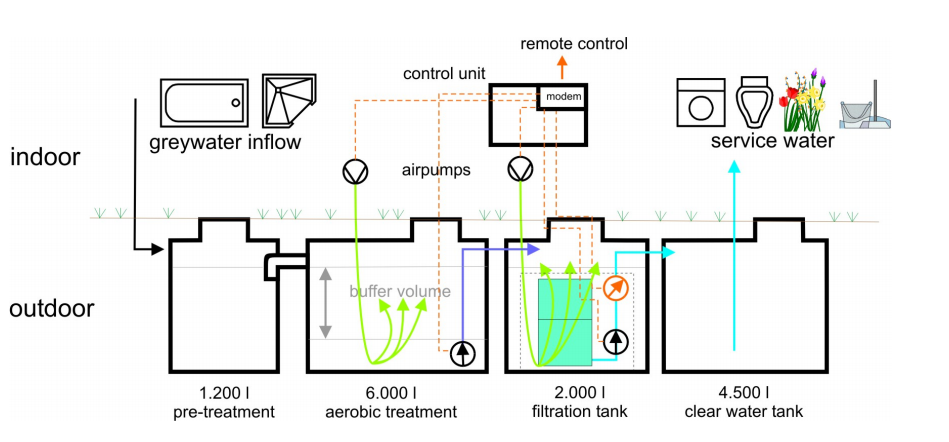 remote control
control unit
modem
greywater inflow
service water
indoor
airpumps
buffer volume
outdoor
1.200 l
pre-treatment
6.000 l
aerobic treatment
2.000 l
filtration tank
4.500 l
clear water tank